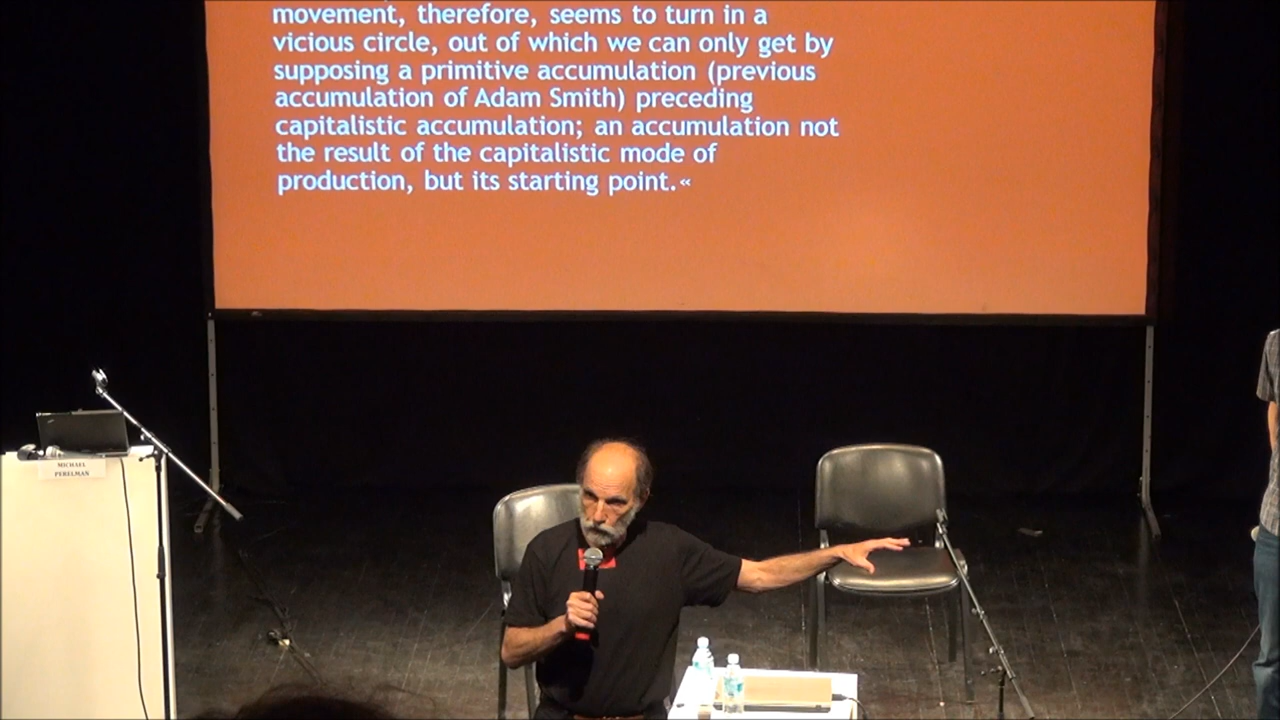 movement, therefore, seems to turn in a
vicious circle, out of which we can only get by
supposing a primitive accumulation (previous
accumulation of Adam Smith) preceding
capitalistic accumulation; an accumulation not
the result of the capitalistic mode of
production, but its starting point.«
MICHAEL
PERELMAN